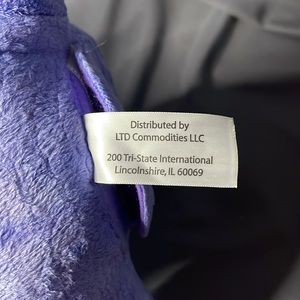 Distributed by
LTD Commodities LLC
200 Tri-State International
Lincolnshire, IL 60069